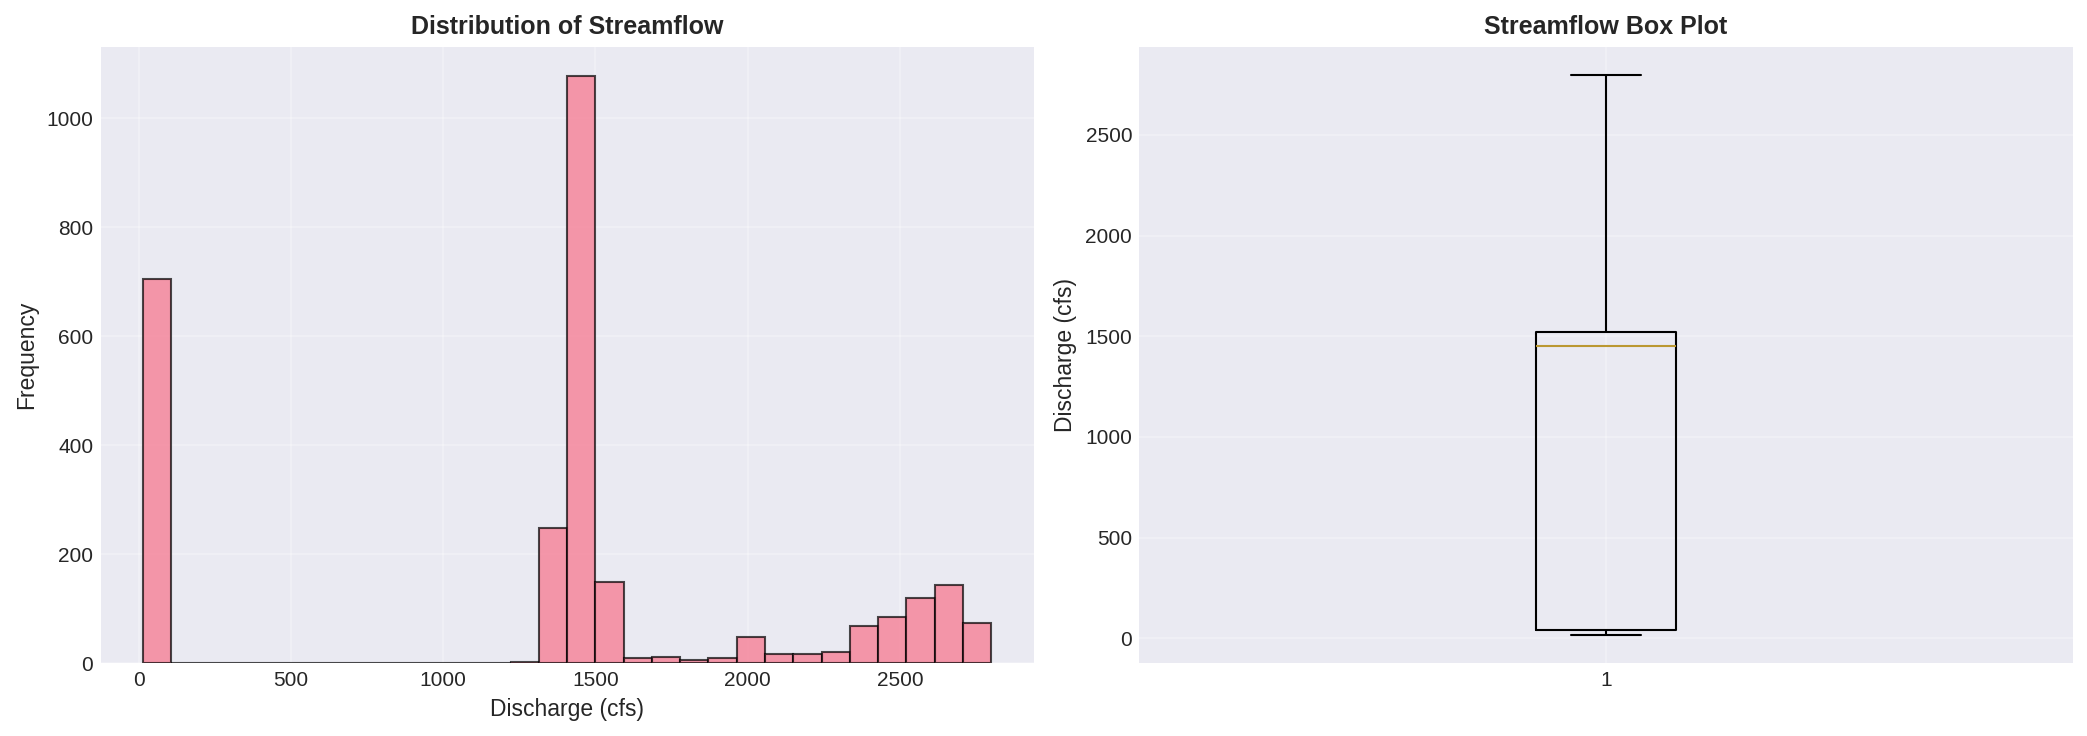 Distribution of Streamflow
1000
800
600
400
200
0
Frequency
0 500 1000 1500 2000 2500
Discharge (cfs)
Streamflow Box Plot
2500
2000
1500
1000
500
0
Discharge (cfs)
1